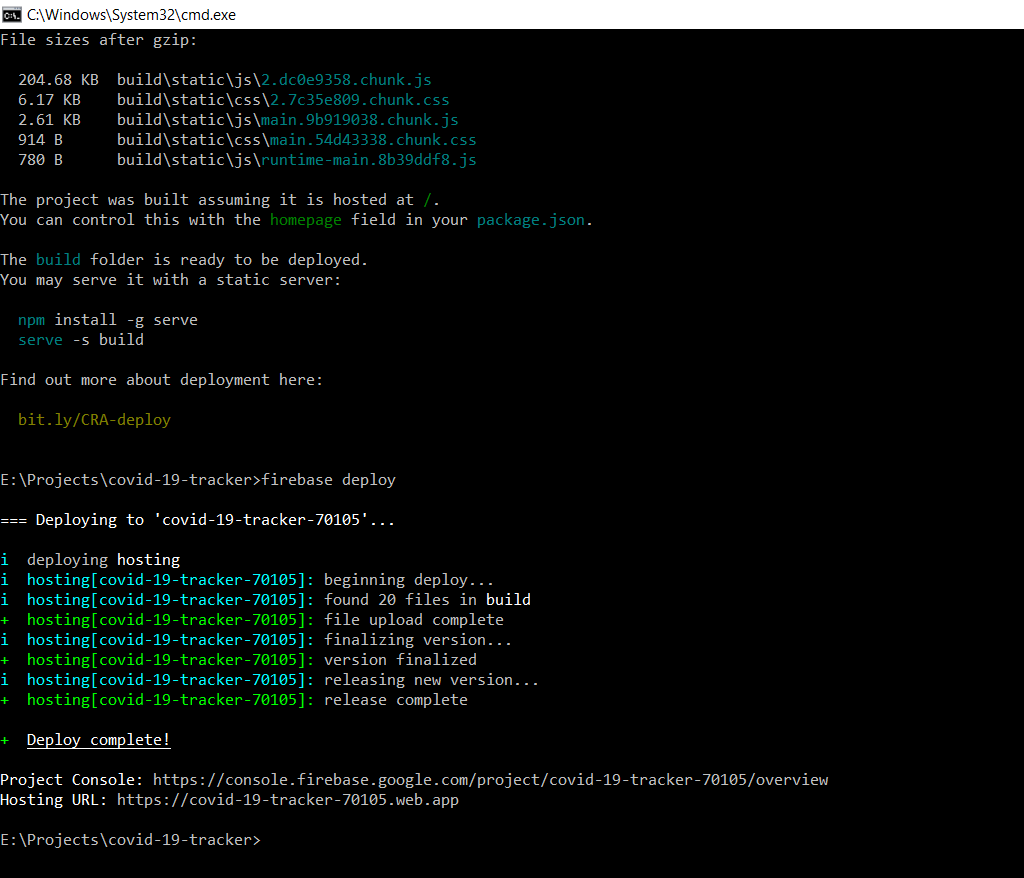 C:\Windows\System32\cmd.exe
File sizes after gzip:
204.68 KB  build\static\js\2.dc0e9358.chunk.js
6.17 KB    build\static\css\2.7c35e809.chunk.css
2.61 KB    build\static\js\main.9b919038.chunk.js
914 B      build\static\css\main.54d43338.chunk.css
780 B      build\static\js\runtime-main.8b39ddf8.js
The project was built assuming it is hosted at /.
You can control this with the homepage field in your package.json.
The build folder is ready to be deployed.
You may serve it with a static server:
npm install -g serve
serve -s build
Find out more about deployment here:
bit.ly/CRA-deploy
E:\Projects\covid-19-tracker>firebase deploy
=== Deploying to 'covid-19-tracker-70105'...
i  deploying hosting
i  hosting[covid-19-tracker-70105]: beginning deploy...
i  hosting[covid-19-tracker-70105]: found 20 files in build
+  hosting[covid-19-tracker-70105]: file upload complete
i  hosting[covid-19-tracker-70105]: finalizing version...
+  hosting[covid-19-tracker-70105]: version finalized
i  hosting[covid-19-tracker-70105]: releasing new version...
+  hosting[covid-19-tracker-70105]: release complete
+  Deploy complete!
Project Console: https://console.firebase.google.com/project/covid-19-tracker-70105/overview
Hosting URL: https://covid-19-tracker-70105.web.app
E:\Projects\covid-19-tracker>